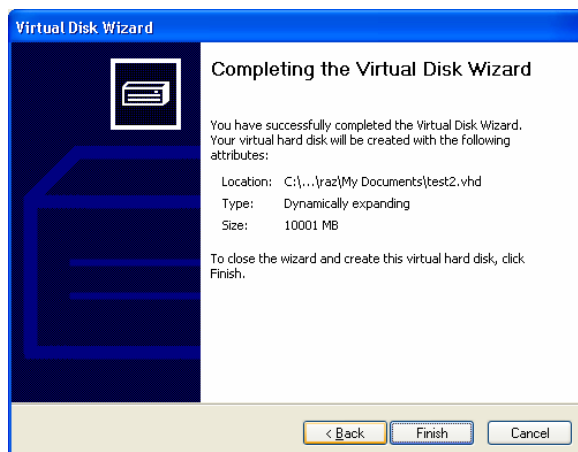 Virtual Disk Wizard
Completing the Virtual Disk Wizard
You have successfully completed the Virtual Disk Wizard.
Your virtual hard disk will be created with the following
attributes:
Location: C:\...\raz\My Documents\test2.vhd
Type: Dynamically expanding
Size: 10001 MB
To close the wizard and create this virtual hard disk, click
Finish.
< Back Finish Cancel